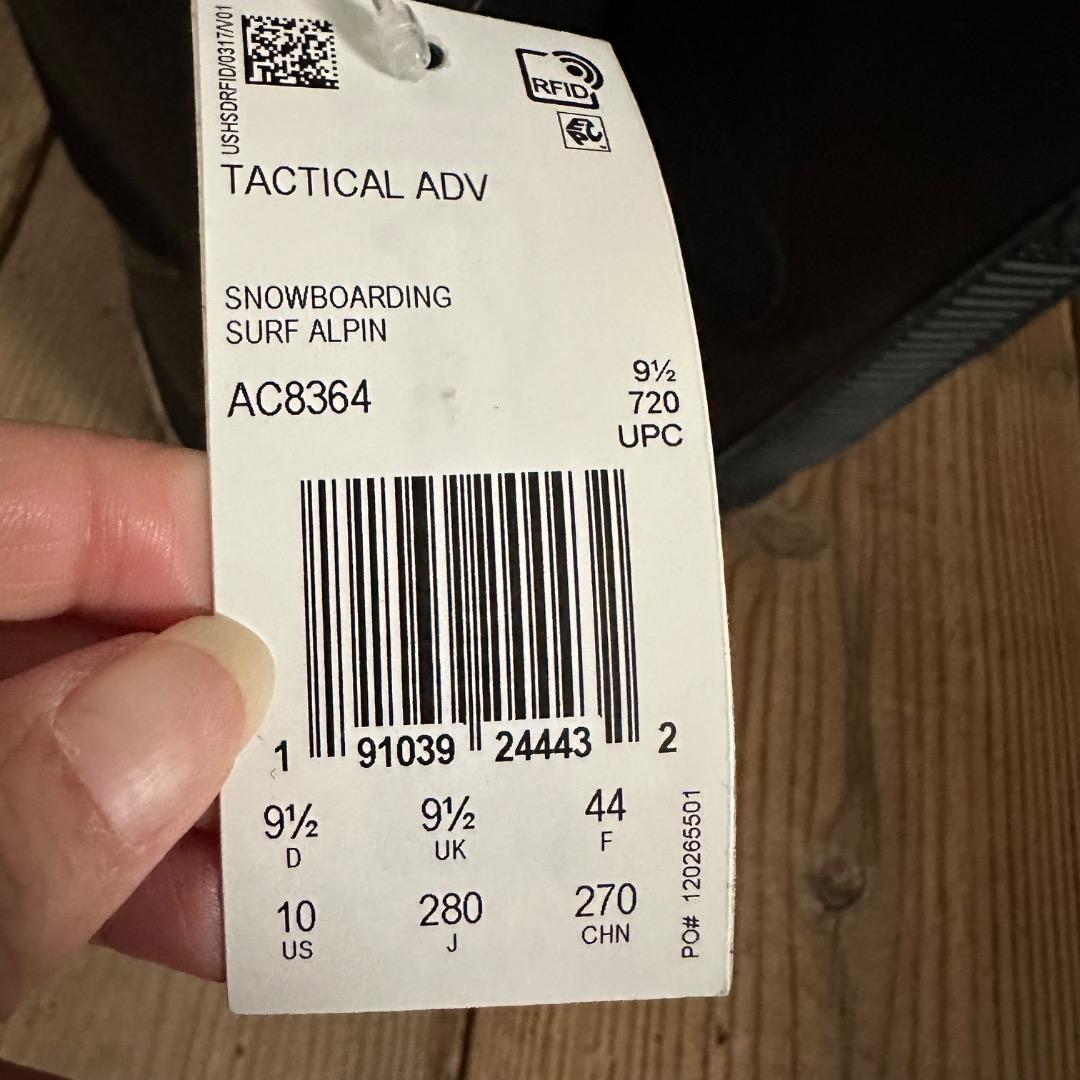 USHSDRFID/0317/V01
RFID
EPC
TACTICAL ADV
SNOWBOARDING
SURF ALPIN
AC8364
9½
720
UPC
1 91039 24443 2
9½ 9½ 44
D UK F
10 280 270
US J CHN
PO# 120265501